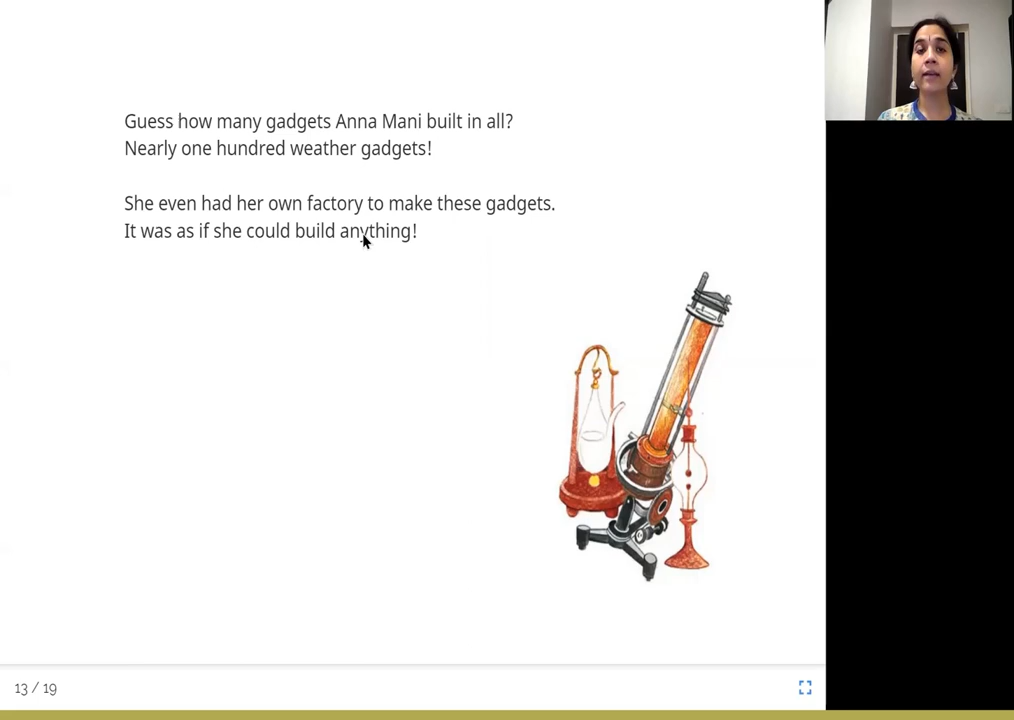 Guess how many gadgets Anna Mani built in all?
Nearly one hundred weather gadgets!
She even had her own factory to make these gadgets.
It was as if she could build anything!
13 / 19